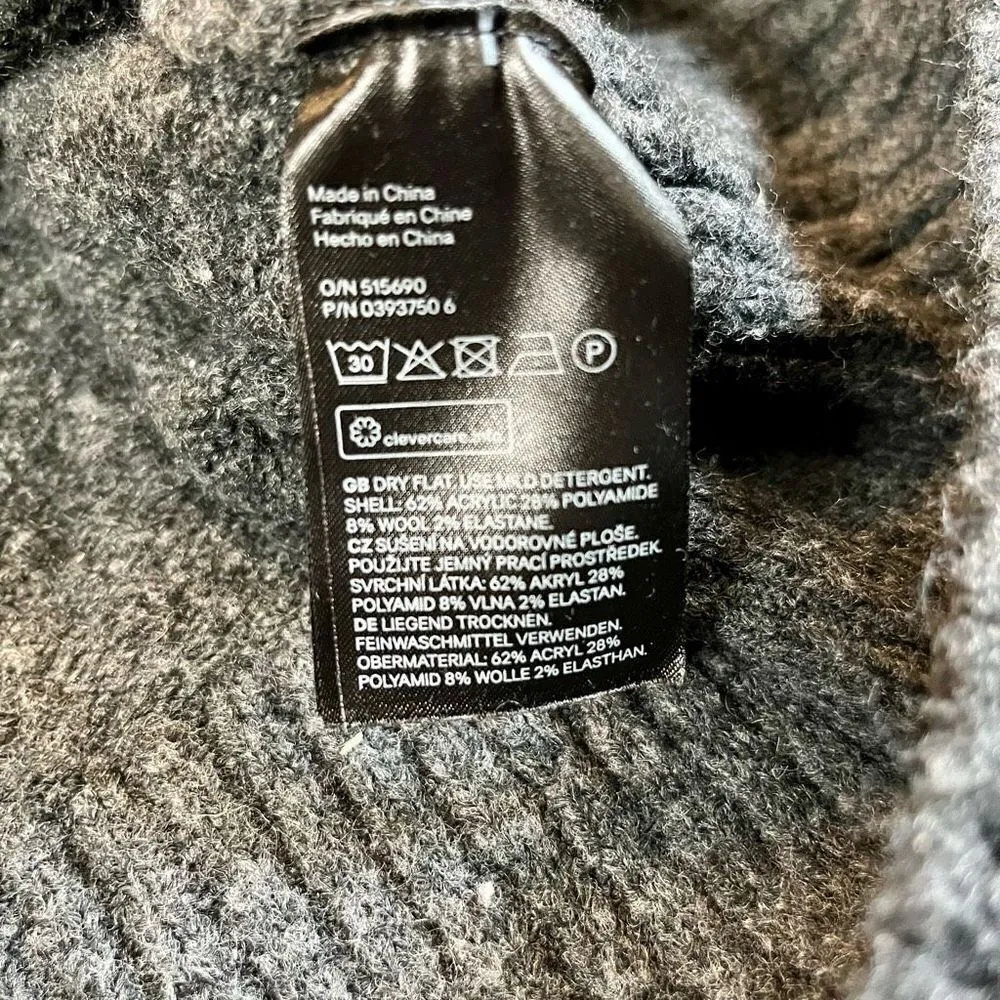 Made in China
Fabriqué en Chine
Hecho en China
O/N 515690
P/N 0393750 6
30
P
clevercare
GB DRY FLAT USE MILD DETERGENT.
SHELL: 62% ACRYLIC 28% POLYAMIDE
8% WOOL 2% ELASTANE.
CZ SUŠENÍ NA VODOROVNÉ PLOŠE.
POUŽIJTE JEMNÝ PRACÍ PROSTŘEDEK.
SVRCHNÍ LÁTKA: 62% AKRYL 28%
POLYAMID 8% VLNA 2% ELASTAN.
DE LIEGEND TROCKNEN.
FEINWASCHMITTEL VERWENDEN.
OBERMATERIAL: 62% ACRYL 28%
POLYAMID 8% WOLLE 2% ELASTHAN.